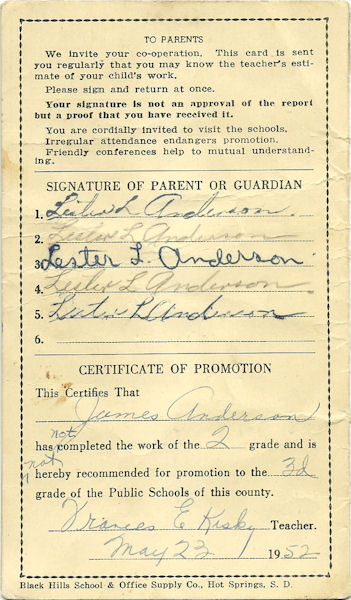 TO PARENTS
We invite your co-operation. This card is sent
you regularly that you may know the teacher's esti-
mate of your child's work.
Please sign and return at once.
Your signature is not an approval of the report
but a proof that you have received it.
You are cordially invited to visit the schools.
Irregular attendance endangers promotion.
Friendly conferences help to mutual understand-
ing.
SIGNATURE OF PARENT OR GUARDIAN
1. Lester L Anderson.
2. Lester L Anderson
3. Lester L. Anderson
4. Lester L Anderson.
5. Lester L Anderson
6.
CERTIFICATE OF PROMOTION
This Certifies That
James Anderson
not
has completed the work of the 2 grade and is
not
hereby recommended for promotion to the 3d
grade of the Public Schools of this county.
Frances E Kisky Teacher.
May 23 1952
Black Hills School & Office Supply Co., Hot Springs, S. D.